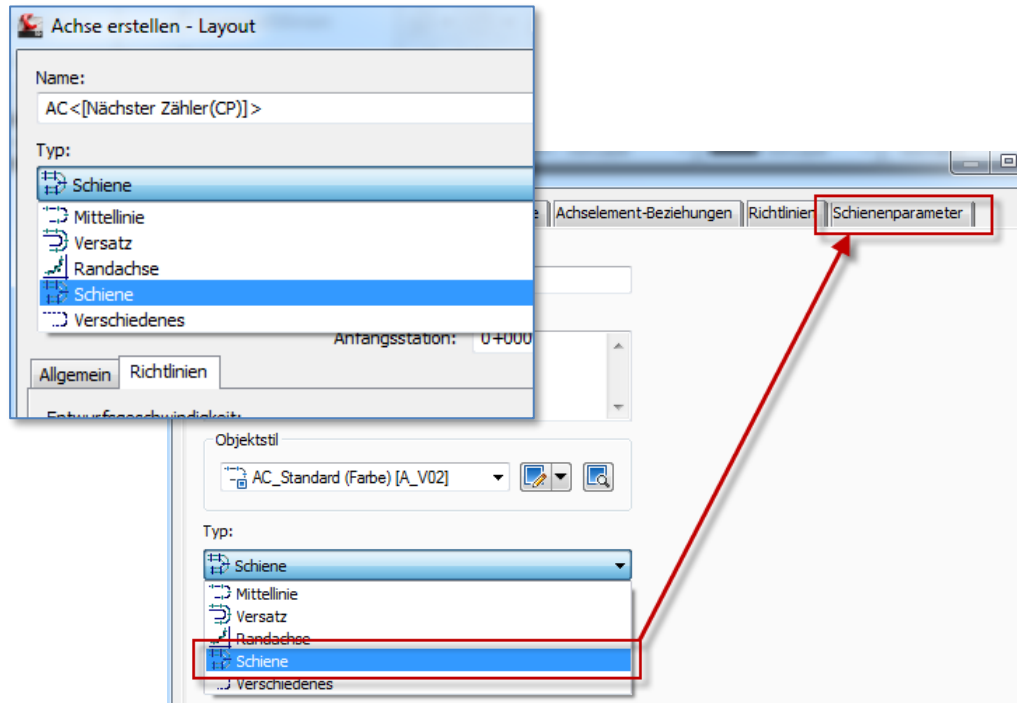 Achse erstellen - Layout
Name:
AC<[Nächster Zähler(CP)]>
Typ:
Schiene
Mittellinie
Versatz
Randachse
Schiene
Verschiedenes
Anfangsstation: 0+000
Allgemein Richtlinien
Entwurfsgeschwindigkeit:
Achselement-Beziehungen Richtlinien Schienenparameter
Objektstil
AC_Standard (Farbe) [A_V02]
Typ:
Schiene
Mittellinie
Versatz
Randachse
Schiene
Verschiedenes